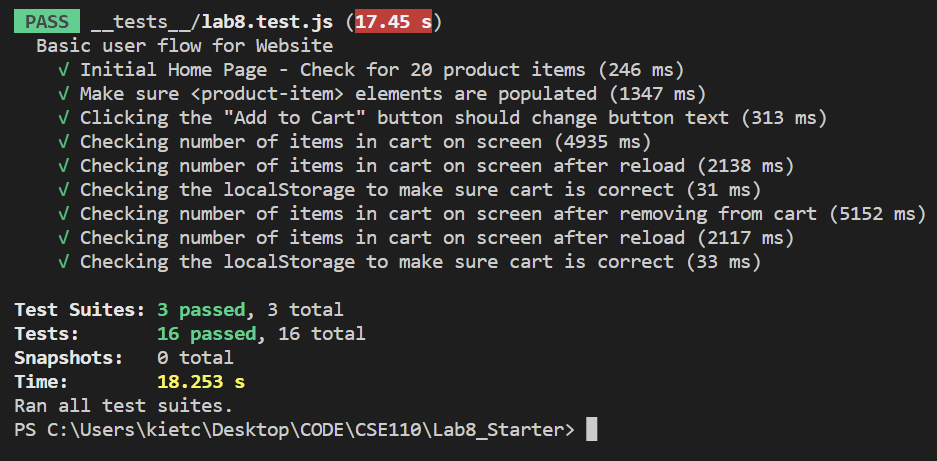 PASS __tests__/lab8.test.js (17.45 s)
Basic user flow for Website
√ Initial Home Page - Check for 20 product items (246 ms)
√ Make sure <product-item> elements are populated (1347 ms)
√ Clicking the "Add to Cart" button should change button text (313 ms)
√ Checking number of items in cart on screen (4935 ms)
√ Checking number of items in cart on screen after reload (2138 ms)
√ Checking the localStorage to make sure cart is correct (31 ms)
√ Checking number of items in cart on screen after removing from cart (5152 ms)
√ Checking number of items in cart on screen after reload (2117 ms)
√ Checking the localStorage to make sure cart is correct (33 ms)
Test Suites: 3 passed, 3 total
Tests: 16 passed, 16 total
Snapshots: 0 total
Time: 18.253 s
Ran all test suites.
PS C:\Users\kietc\Desktop\CODE\CSE110\Lab8_Starter>